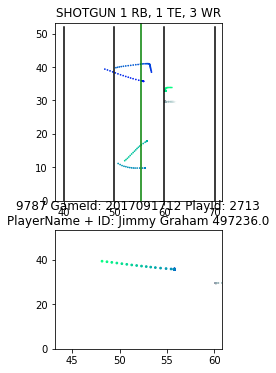 SHOTGUN 1 RB, 1 TE, 3 WR
50
40
30
20
10
0
40 50 60 70
9787 GameId: 2017091712 PlayId: 2713
PlayerName + ID: Jimmy Graham 497236.0
40
20
0
45 50 55 60